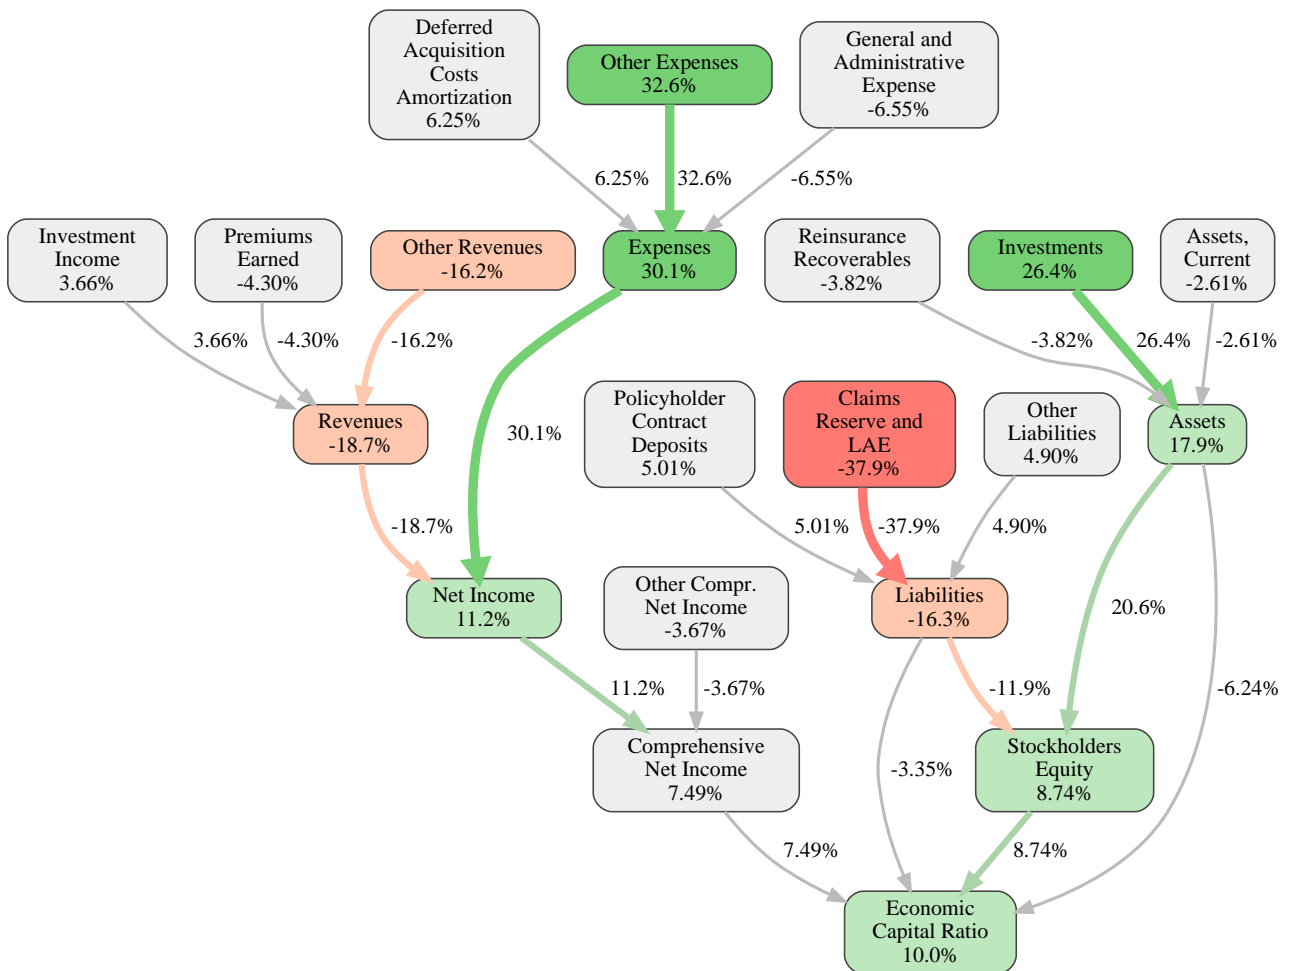 Deferred
Acquisition
Costs
Amortization
6.25%
Other Expenses
32.6%
General and
Administrative
Expense
-6.55%
6.25%
32.6%
-6.55%
Investment
Income
3.66%
Premiums
Earned
-4.30%
Other Revenues
-16.2%
Expenses
30.1%
Reinsurance
Recoverables
-3.82%
Investments
26.4%
Assets,
Current
-2.61%
3.66%
-4.30%
-16.2%
-3.82%
26.4%
-2.61%
Revenues
-18.7%
30.1%
Policyholder
Contract
Deposits
5.01%
Claims
Reserve and
LAE
-37.9%
Other
Liabilities
4.90%
Assets
17.9%
-18.7%
5.01%
-37.9%
4.90%
Net Income
11.2%
Other Compr.
Net Income
-3.67%
Liabilities
-16.3%
20.6%
11.2%
-3.67%
-11.9%
-6.24%
Comprehensive
Net Income
7.49%
-3.35%
Stockholders
Equity
8.74%
7.49%
8.74%
Economic
Capital Ratio
10.0%